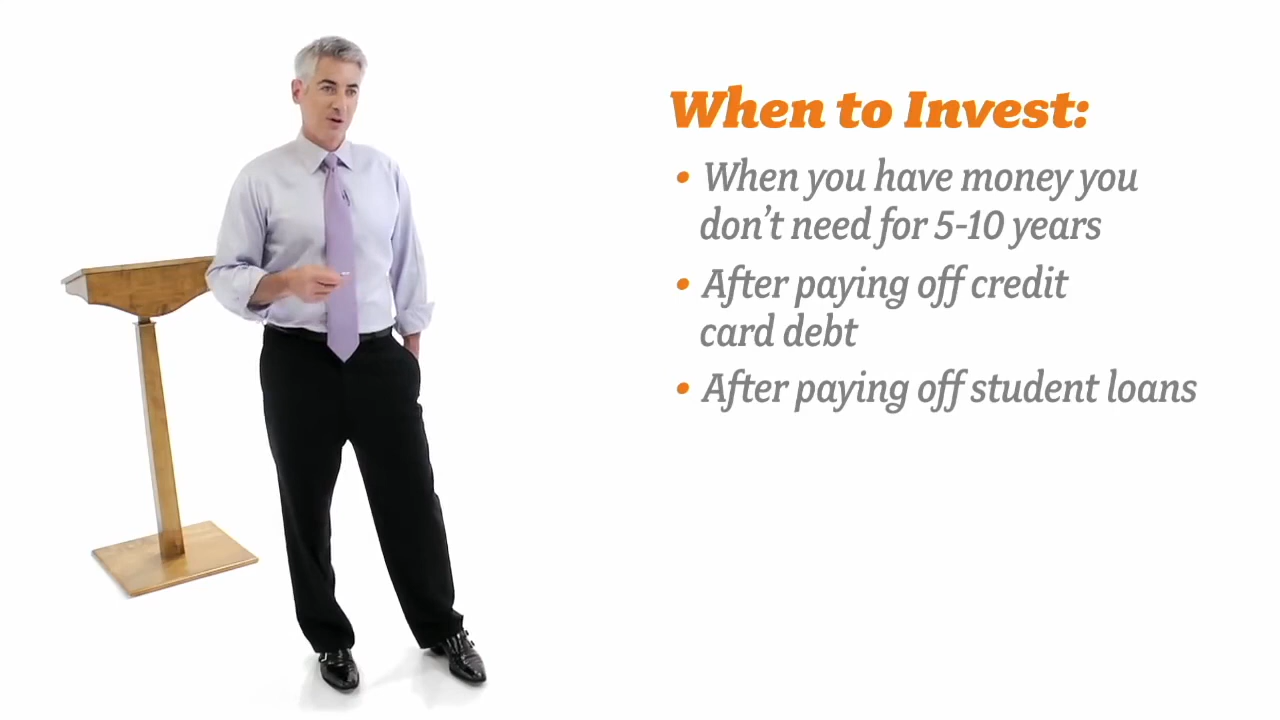 When to Invest:
• When you have money you
don't need for 5-10 years
• After paying off credit
card debt
• After paying off student loans